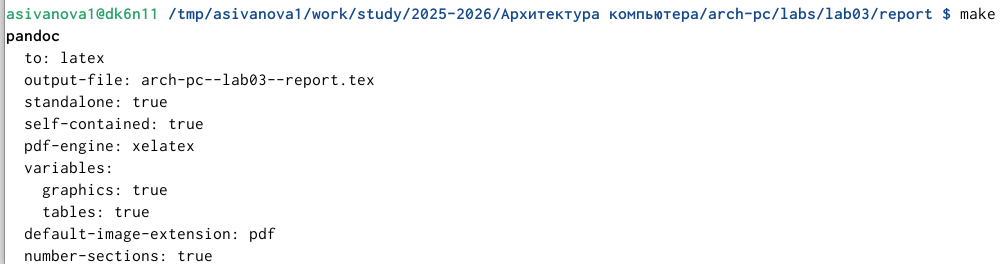 asivanova1@dk6n11 /tmp/asivanova1/work/study/2025-2026/Архитектура компьютера/arch-pc/labs/lab03/report $ make
pandoc
  to: latex
  output-file: arch-pc--lab03--report.tex
  standalone: true
  self-contained: true
  pdf-engine: xelatex
  variables:
    graphics: true
    tables: true
  default-image-extension: pdf
  number-sections: true